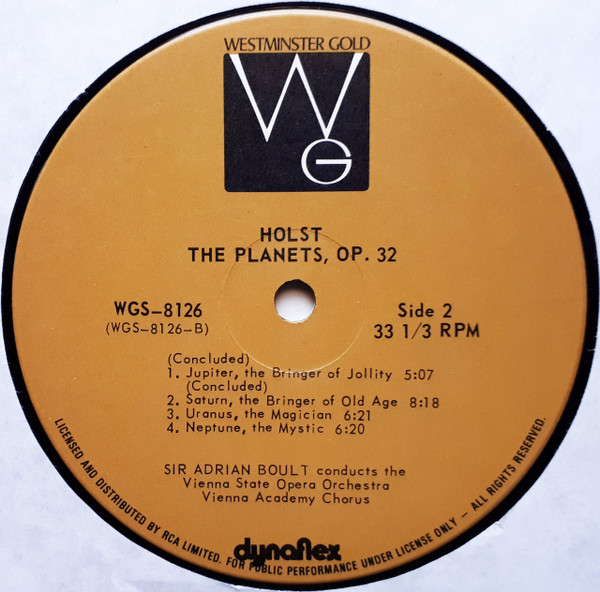 WESTMINSTER GOLD
WG
HOLST
THE PLANETS, OP. 32
WGS–8126
(WGS–8126–B)
Side 2
33 1/3 RPM
(Concluded)
1. Jupiter, the Bringer of Jollity 5:07
(Concluded)
2. Saturn, the Bringer of Old Age 8:18
3. Uranus, the Magician 6:21
4. Neptune, the Mystic 6:20
SIR ADRIAN BOULT conducts the
Vienna State Opera Orchestra
Vienna Academy Chorus
dynaflex
LICENSED AND DISTRIBUTED BY RCA LIMITED. FOR PUBLIC PERFORMANCE UNDER LICENSE ONLY – ALL RIGHTS RESERVED.